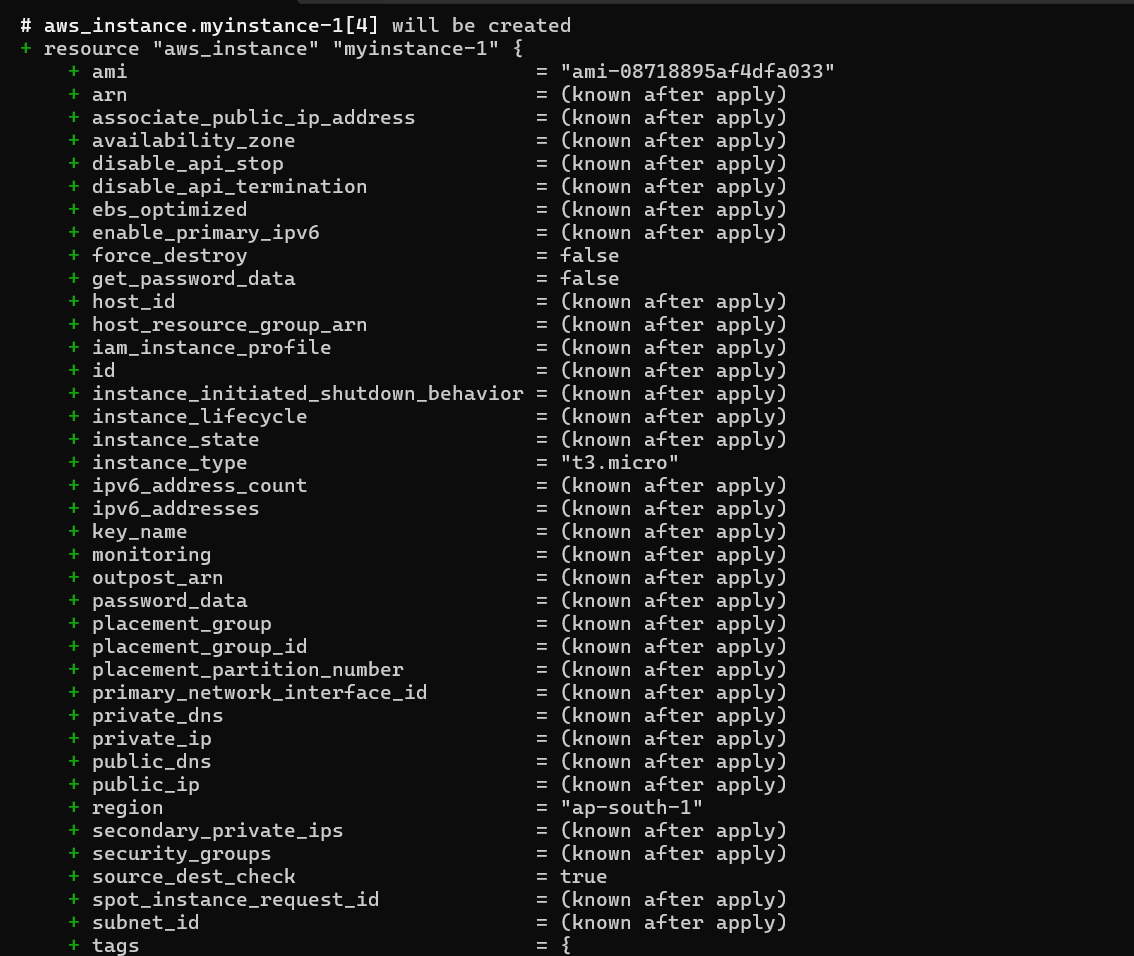 # aws_instance.myinstance-1[4] will be created
+ resource "aws_instance" "myinstance-1" {
+ ami = "ami-08718895af4dfa033"
+ arn = (known after apply)
+ associate_public_ip_address = (known after apply)
+ availability_zone = (known after apply)
+ disable_api_stop = (known after apply)
+ disable_api_termination = (known after apply)
+ ebs_optimized = (known after apply)
+ enable_primary_ipv6 = (known after apply)
+ force_destroy = false
+ get_password_data = false
+ host_id = (known after apply)
+ host_resource_group_arn = (known after apply)
+ iam_instance_profile = (known after apply)
+ id = (known after apply)
+ instance_initiated_shutdown_behavior = (known after apply)
+ instance_lifecycle = (known after apply)
+ instance_state = (known after apply)
+ instance_type = "t3.micro"
+ ipv6_address_count = (known after apply)
+ ipv6_addresses = (known after apply)
+ key_name = (known after apply)
+ monitoring = (known after apply)
+ outpost_arn = (known after apply)
+ password_data = (known after apply)
+ placement_group = (known after apply)
+ placement_group_id = (known after apply)
+ placement_partition_number = (known after apply)
+ primary_network_interface_id = (known after apply)
+ private_dns = (known after apply)
+ private_ip = (known after apply)
+ public_dns = (known after apply)
+ public_ip = (known after apply)
+ region = "ap-south-1"
+ secondary_private_ips = (known after apply)
+ security_groups = (known after apply)
+ source_dest_check = true
+ spot_instance_request_id = (known after apply)
+ subnet_id = (known after apply)
+ tags = {